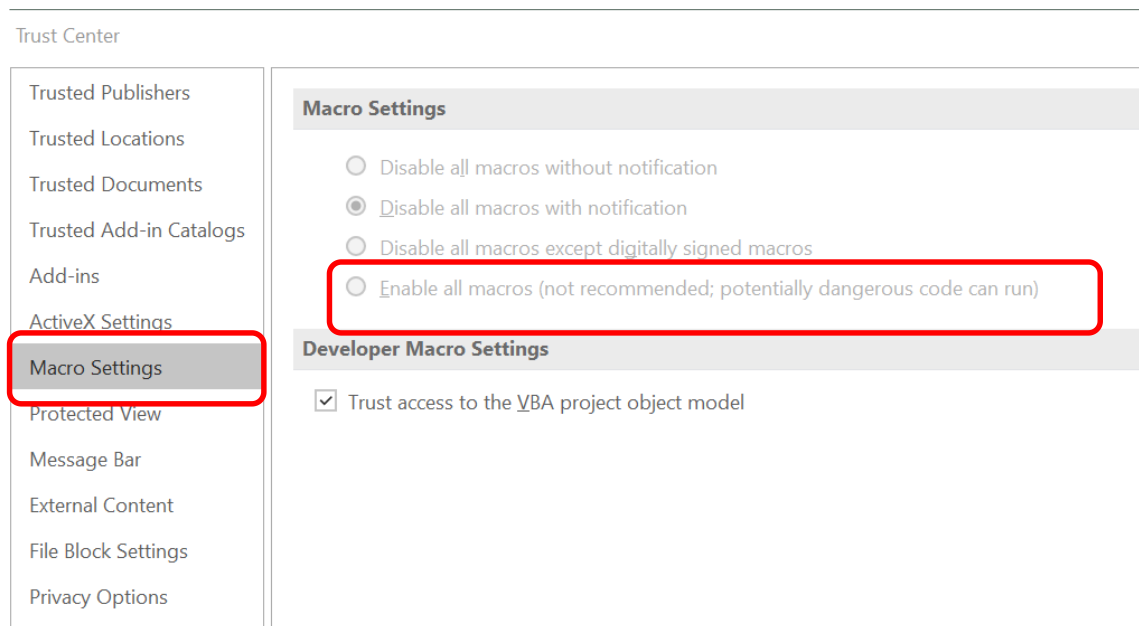 Trust Center
Trusted Publishers
Trusted Locations
Trusted Documents
Trusted Add-in Catalogs
Add-ins
ActiveX Settings
Macro Settings
Protected View
Message Bar
External Content
File Block Settings
Privacy Options
Macro Settings
Disable all macros without notification
Disable all macros with notification
Disable all macros except digitally signed macros
Enable all macros (not recommended; potentially dangerous code can run)
Developer Macro Settings
Trust access to the VBA project object model